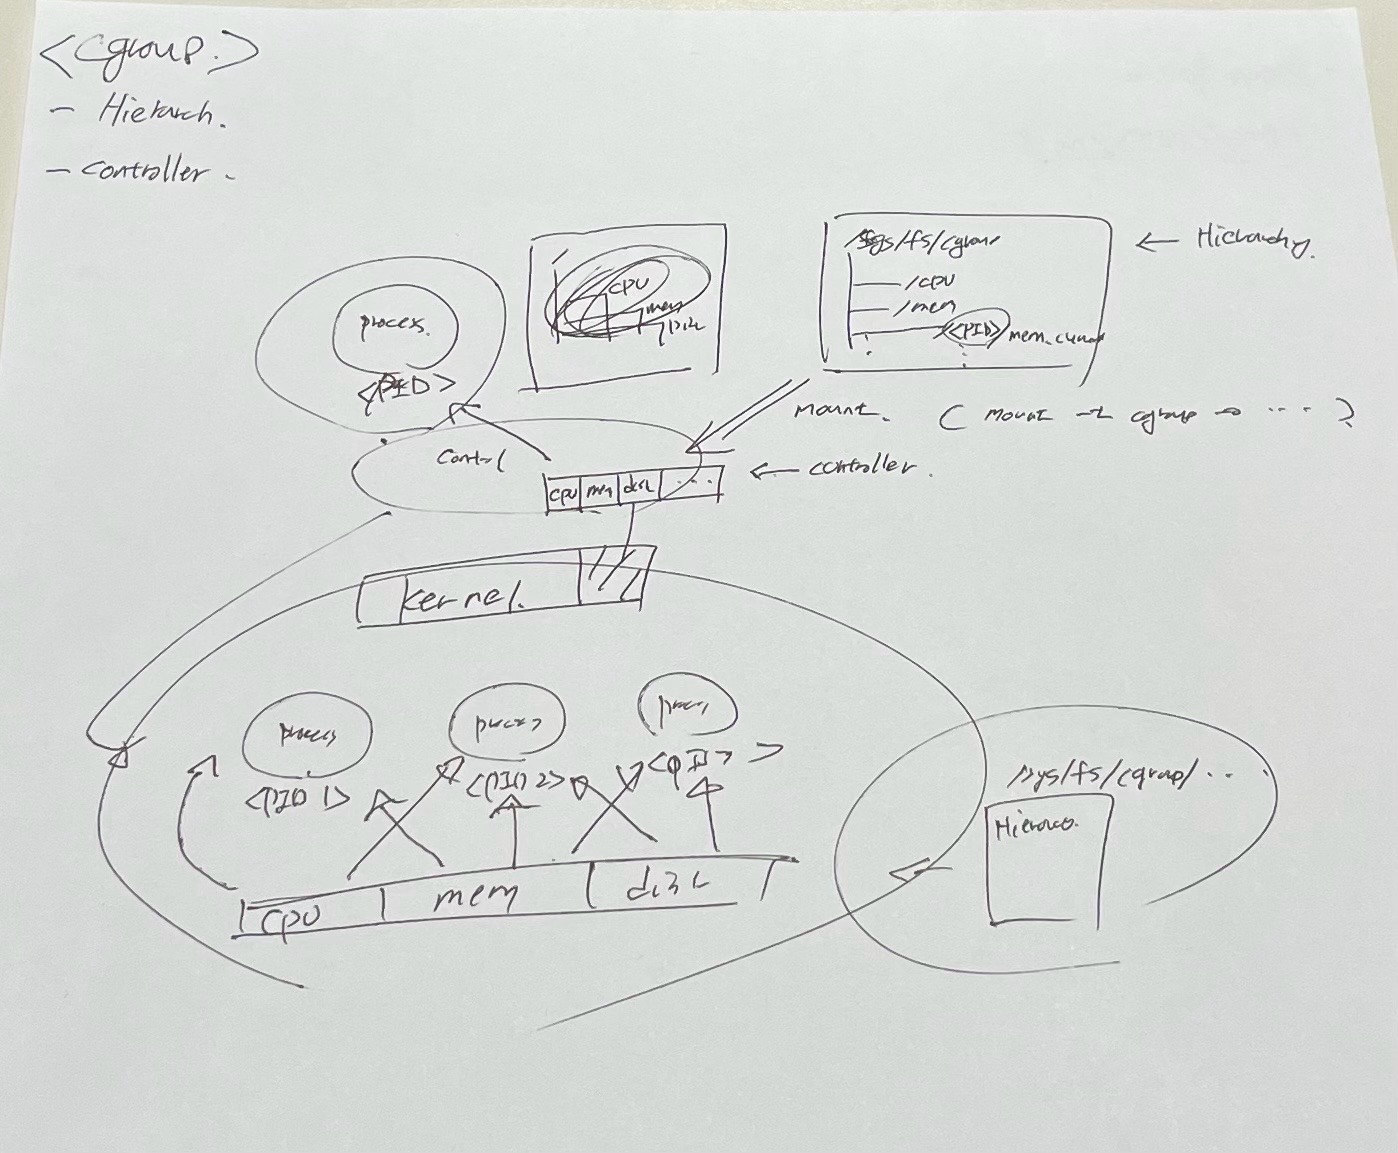 <cgroup.>
- Hierarch.
- controller.
/sys/fs/cgroup
← Hierarchy.
process.
<PID>
CPU
mem
disk
/cpu
/mem
<PID>
mount. ( mount -t cgroup -o ... )
control
← controller.
cpu mem disk ...
kernel.
process
process
process
<PID 1>
<PID 2>
<PID >
/sys/fs/cgroup/...
cpu mem disk